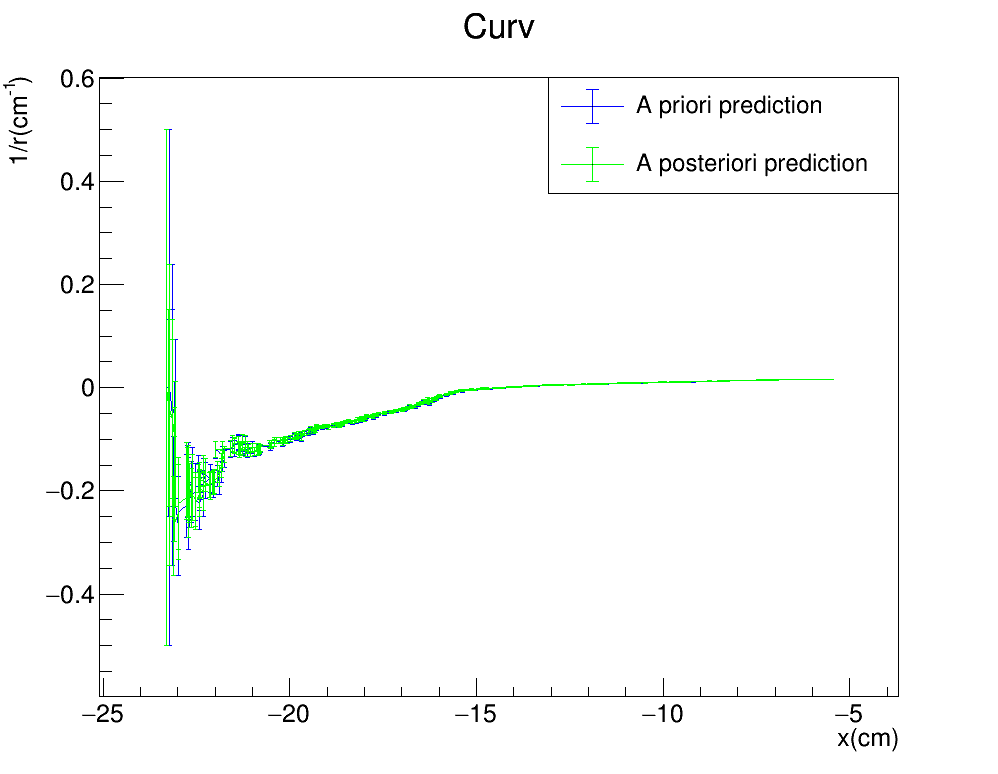 Curv
1/r(cm⁻¹)
0.6
0.4
0.2
0
−0.2
−0.4
A priori prediction
A posteriori prediction
−25 −20 −15 −10 −5
x(cm)